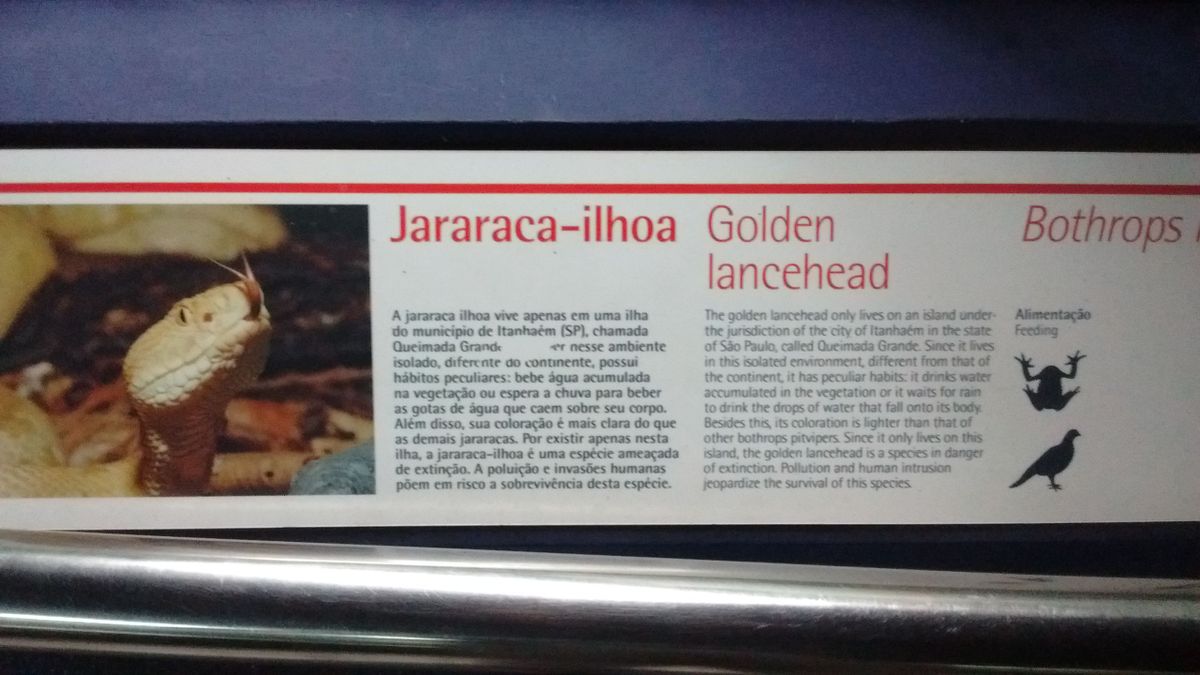 Jararaca-ilhoa
A jararaca ilhoa vive apenas em uma ilha
do município de Itanhaém (SP), chamada
Queimada nesse ambiente
isolado, diferente do continente, possui
hábitos peculiares: bebe água acumulada
na vegetação ou espera a chuva para beber
as gotas de água que caem sobre seu corpo.
Além disso, sua coloração é mais clara do que
as demais jararacas. Por existir apenas nesta
ilha, a jararaca-ilhoa é uma espécie ameaçada
de extinção. A poluição e invasões humanas
põem em risco a sobrevivência desta espécie.
Golden
lancehead
The golden lancehead only lives on an island under-
the jurisdiction of the city of Itanhaém in the state
of São Paulo, called Queimada Grande. Since it lives
in this isolated environment, different from that of
the continent, it has peculiar habits: it drinks water
accumulated in the vegetation or it waits for rain
to drink the drops of water that fall onto its body.
Besides this, its coloration is lighter than that of
other bothrops pitvipers. Since it only lives on this
island, the golden lancehead is a species in danger
of extinction. Pollution and human intrusion
jeopardize the survival of this species.
Bothrops
Alimentação
Feeding